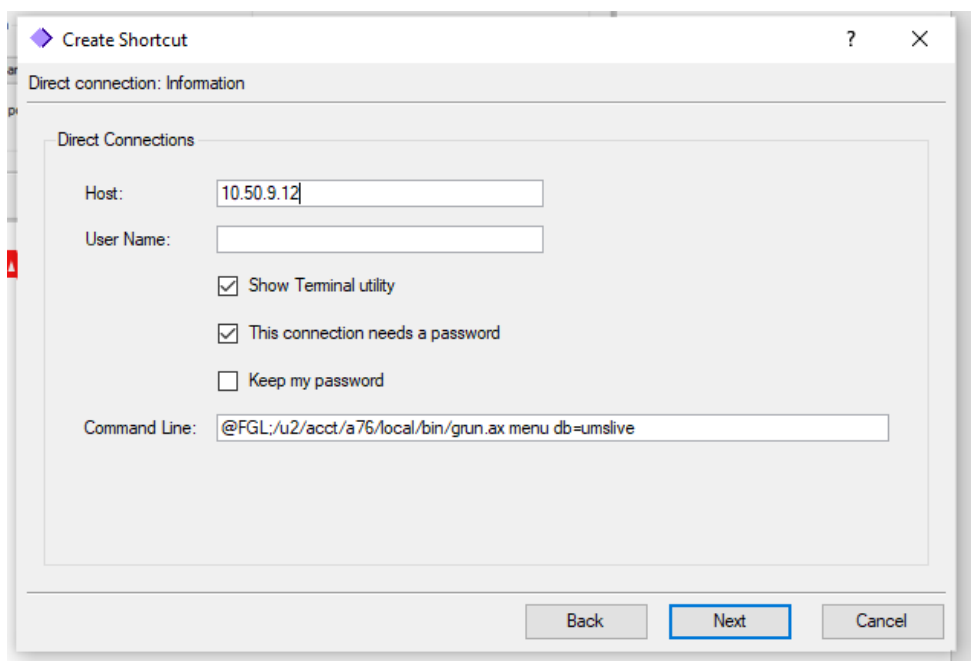 Create Shortcut
?
Direct connection: Information
Direct Connections
Host: 10.50.9.12
User Name:
Show Terminal utility
This connection needs a password
Keep my password
Command Line: @FGL;/u2/acct/a76/local/bin/grun.ax menu db=umslive
Back Next Cancel